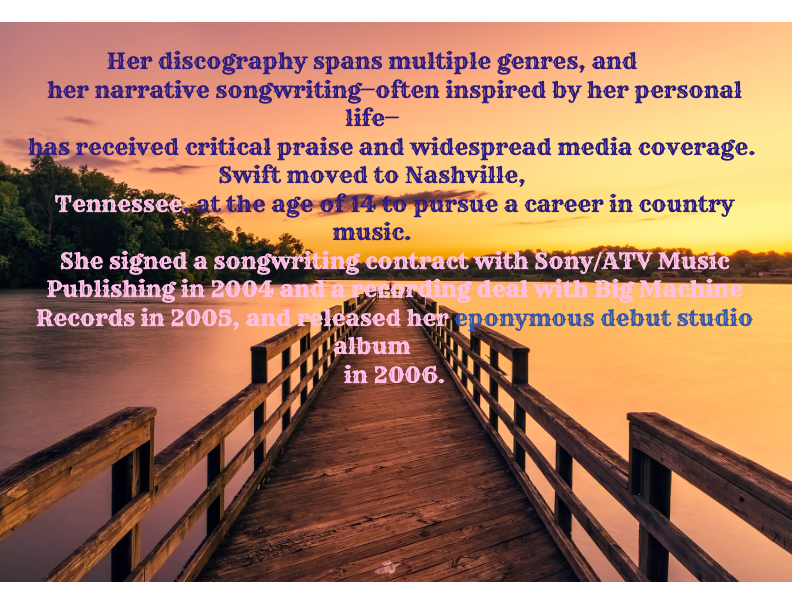 Her discography spans multiple genres, and
her narrative songwriting—often inspired by her personal
life—
has received critical praise and widespread media coverage.
Swift moved to Nashville,
Tennessee, at the age of 14 to pursue a career in country
music.
She signed a songwriting contract with Sony/ATV Music
Publishing in 2004 and a recording deal with Big Machine
Records in 2005, and released her eponymous debut studio
album
in 2006.